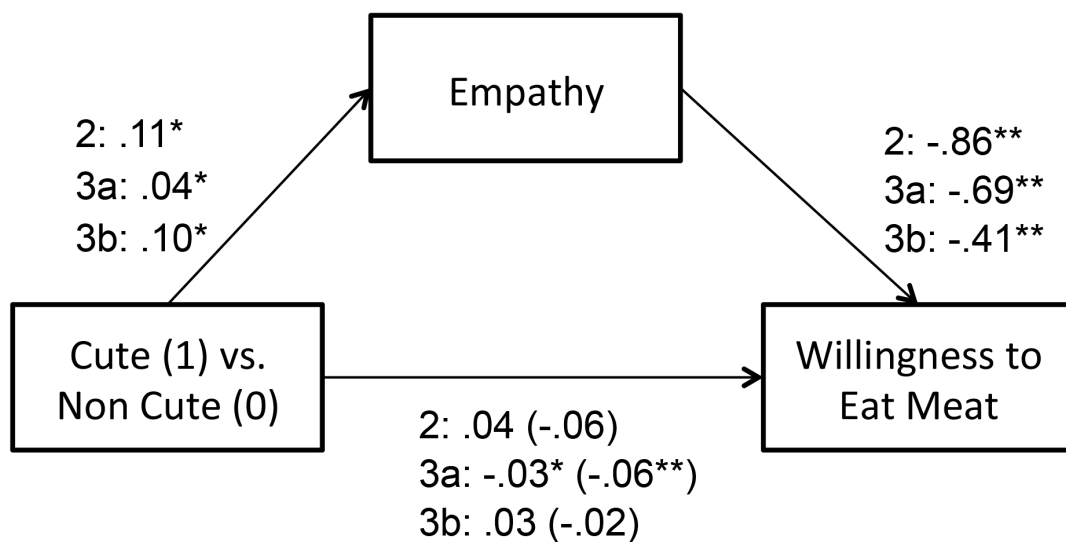 Empathy
2: .11*
3a: .04*
3b: .10*
2: -.86**
3a: -.69**
3b: -.41**
Cute (1) vs.
Non Cute (0)
Willingness to
Eat Meat
2: .04 (-.06)
3a: -.03* (-.06**)
3b: .03 (-.02)